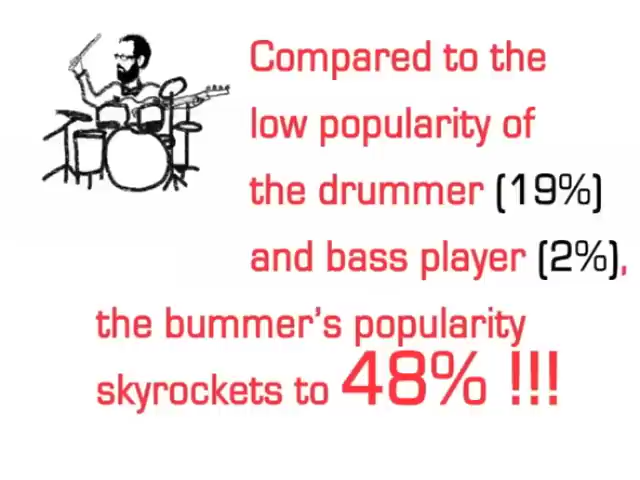 Compared to the
low popularity of
the drummer (19%)
and bass player (2%),
the bummer's popularity
skyrockets to 48% !!!